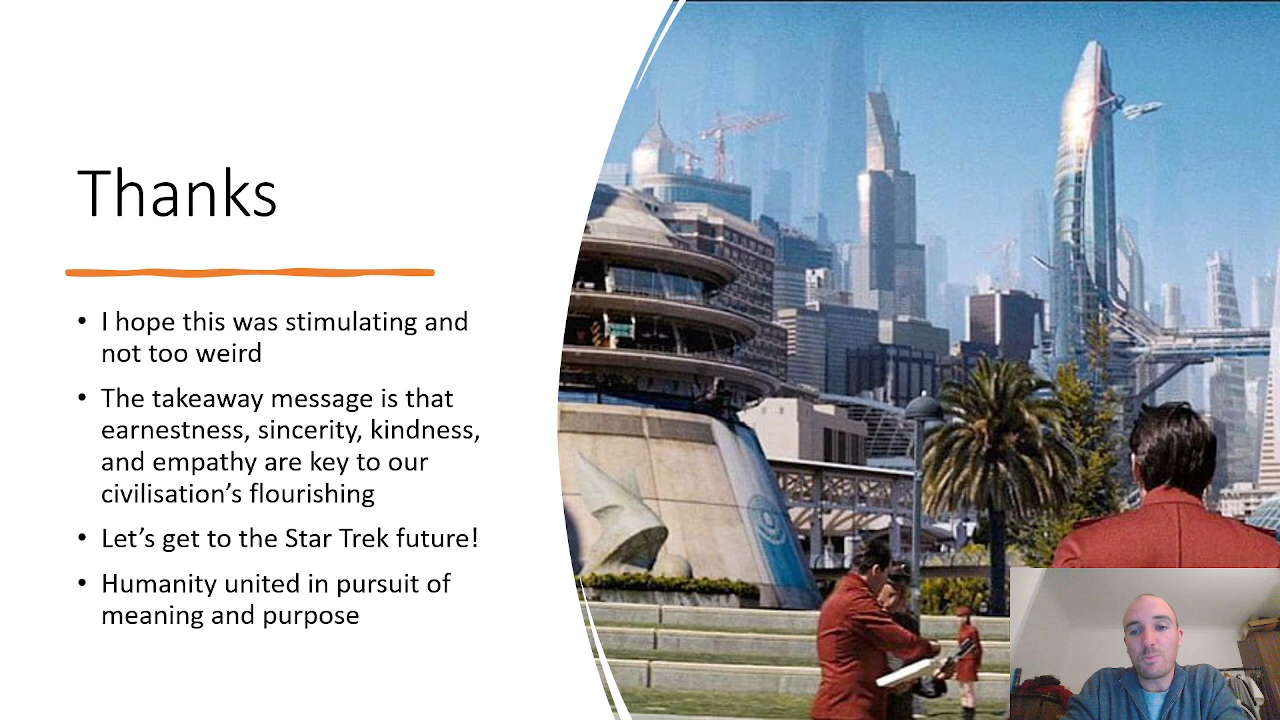 Thanks
• I hope this was stimulating and
not too weird
• The takeaway message is that
earnestness, sincerity, kindness,
and empathy are key to our
civilisation’s flourishing
• Let’s get to the Star Trek future!
• Humanity united in pursuit of
meaning and purpose